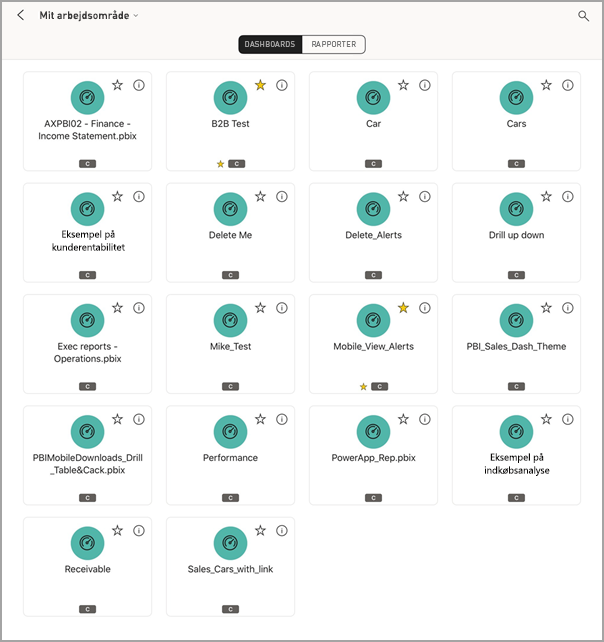 Mit arbejdsområde
DASHBOARDS RAPPORTER
AXPBI02 - Finance -
Income Statement.pbix
C
B2B Test
C
Car
C
Cars
C
Eksempel på
kunderentabilitet
C
Delete Me
C
Delete_Alerts
C
Drill up down
C
Exec reports -
Operations.pbix
C
Mike_Test
C
Mobile_View_Alerts
C
PBI_Sales_Dash_Theme
C
PBIMobileDownloads_Drill
_Table&Cack.pbix
C
Performance
C
PowerApp_Rep.pbix
C
Eksempel på
indkøbsanalyse
C
Receivable
C
Sales_Cars_with_link
C